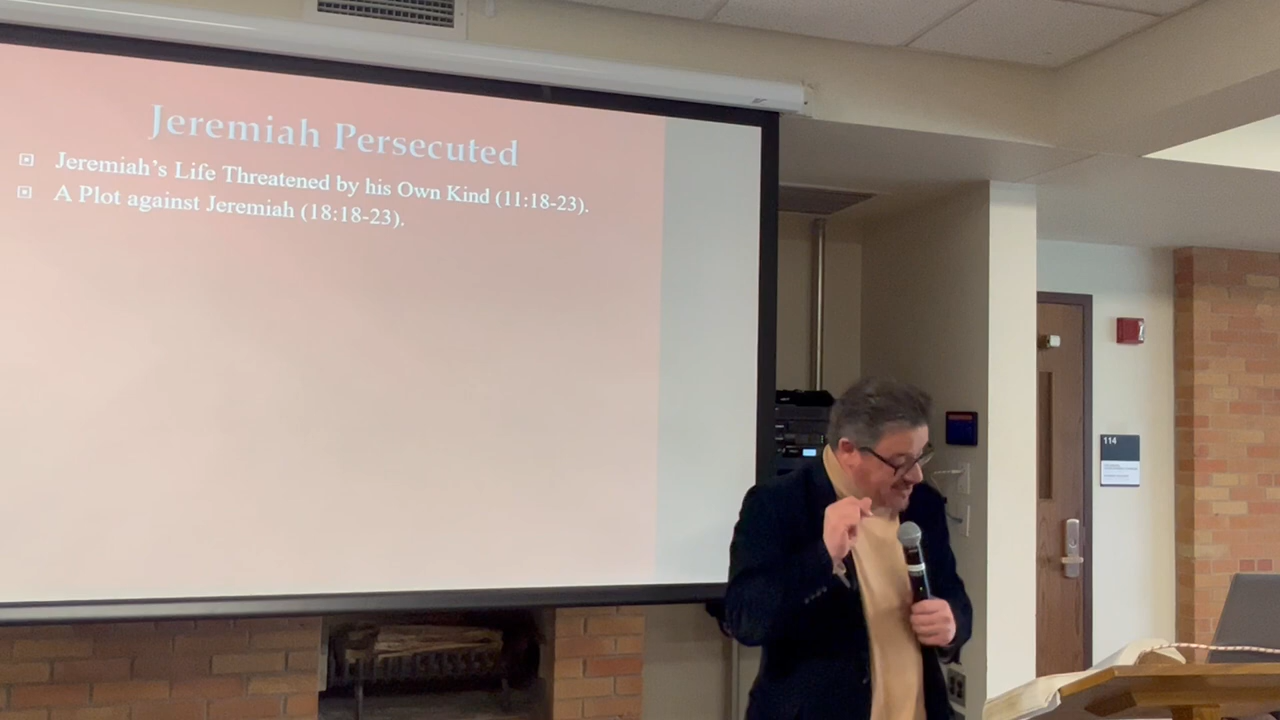 Jeremiah Persecuted
Jeremiah's Life Threatened by his Own Kind (11:18-23).
A Plot against Jeremiah (18:18-23).
114